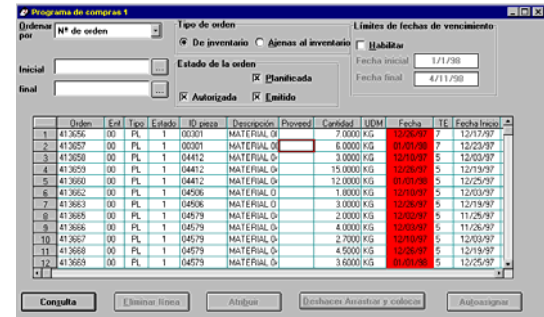 Programa de compras 1
Ordenar por Nº de orden
Tipo de orden
De inventario Ajenas al inventario
Límites de fechas de vencimiento
Habilitar
Fecha inicial 1/1/98
Fecha final 4/11/98
Inicial ...
final ...
Estado de la orden
Planificada
Autorizada Emitido
Orden Ent Tipo Estado ID pieza Descripción Proveed Cantidad UDM Fecha TE Fecha Inicio
1 413656 00 PL 1 00301 MATERIAL 0 7.0000 KG 12/26/97 7 12/17/97
2 413657 00 PL 1 00301 MATERIAL 0 6.0000 KG 01/01/98 7 12/23/97
3 413658 00 PL 1 04412 MATERIAL 0 3.0000 KG 12/10/97 5 12/03/97
4 413659 00 PL 1 04412 MATERIAL 0 15.0000 KG 12/26/97 5 12/19/97
5 413660 00 PL 1 04412 MATERIAL 0 12.0000 KG 01/01/98 5 12/25/97
6 413662 00 PL 1 04506 MATERIAL 0 1.8000 KG 12/10/97 5 12/03/97
7 413663 00 PL 1 04506 MATERIAL 0 3.0000 KG 12/26/97 5 12/19/97
8 413665 00 PL 1 04579 MATERIAL 0 2.0000 KG 12/02/97 5 11/25/97
9 413666 00 PL 1 04579 MATERIAL 0 4.0000 KG 12/03/97 5 11/26/97
10 413667 00 PL 1 04579 MATERIAL 0 2.7000 KG 12/10/97 5 12/03/97
11 413668 00 PL 1 04579 MATERIAL 0 4.5000 KG 12/26/97 5 12/19/97
12 413669 00 PL 1 04579 MATERIAL 0 3.6000 KG 01/01/98 5 12/25/97
Consulta Eliminar línea Atribuir Deshacer Arrastrar y colocar Autoasignar